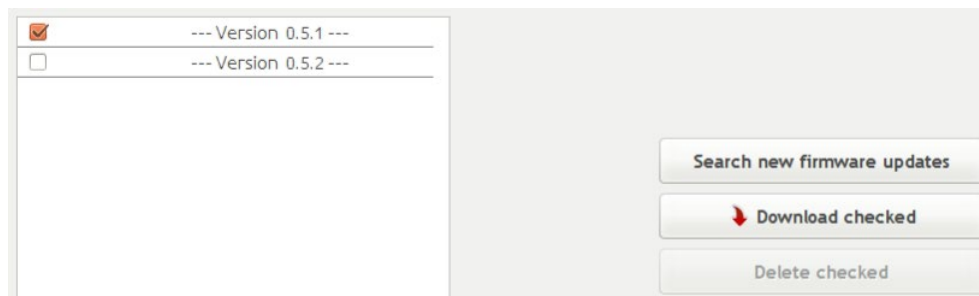 --- Version 0.5.1 ---
--- Version 0.5.2 ---
Search new firmware updates
Download checked
Delete checked